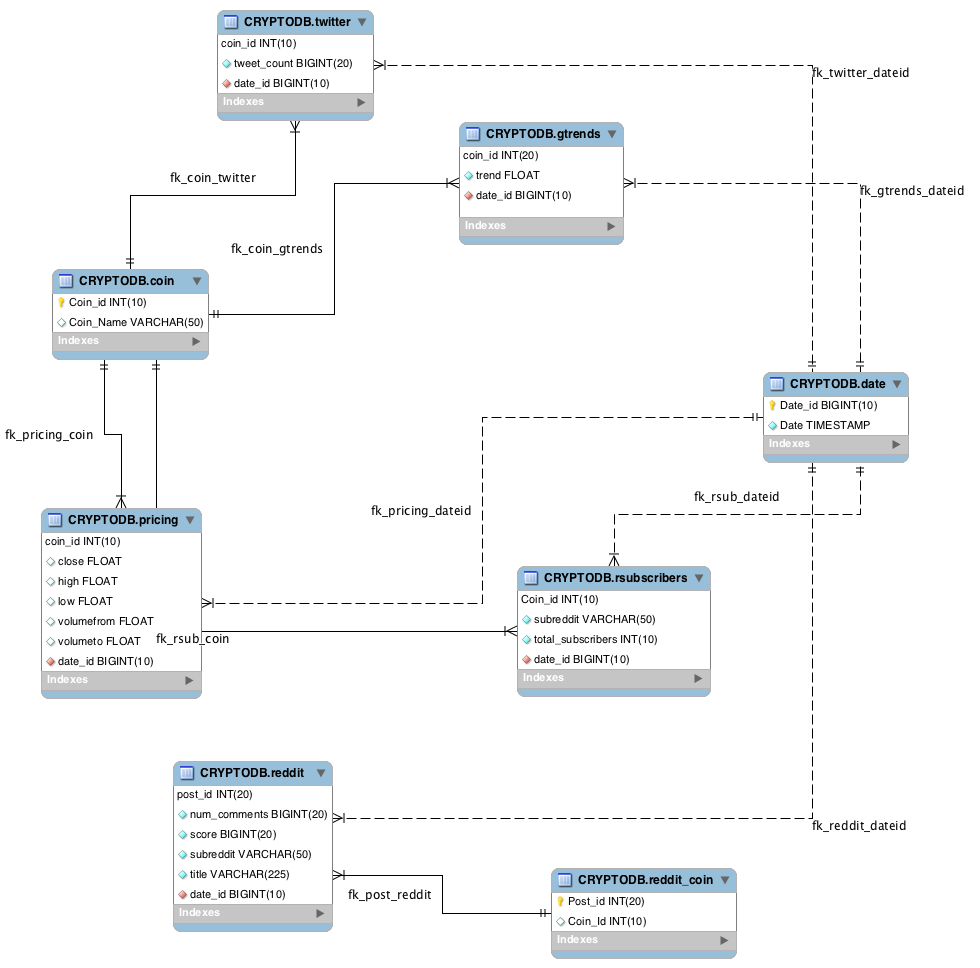 CRYPTODB.twitter
coin_id INT(10)
tweet_count BIGINT(20)
date_id BIGINT(10)
Indexes
fk_twitter_dateid
CRYPTODB.gtrends
coin_id INT(20)
trend FLOAT
date_id BIGINT(10)
Indexes
fk_coin_twitter
fk_gtrends_dateid
fk_coin_gtrends
CRYPTODB.coin
Coin_id INT(10)
Coin_Name VARCHAR(50)
Indexes
CRYPTODB.date
Date_id BIGINT(10)
Date TIMESTAMP
Indexes
fk_pricing_coin
fk_rsub_dateid
fk_pricing_dateid
CRYPTODB.pricing
coin_id INT(10)
close FLOAT
high FLOAT
low FLOAT
volumefrom FLOAT
volumeto FLOAT
date_id BIGINT(10)
Indexes
fk_rsub_coin
CRYPTODB.rsubscribers
Coin_id INT(10)
subreddit VARCHAR(50)
total_subscribers INT(10)
date_id BIGINT(10)
Indexes
CRYPTODB.reddit
post_id INT(20)
num_comments BIGINT(20)
score BIGINT(20)
subreddit VARCHAR(50)
title VARCHAR(225)
date_id BIGINT(10)
Indexes
fk_reddit_dateid
fk_post_reddit
CRYPTODB.reddit_coin
Post_id INT(20)
Coin_Id INT(10)
Indexes